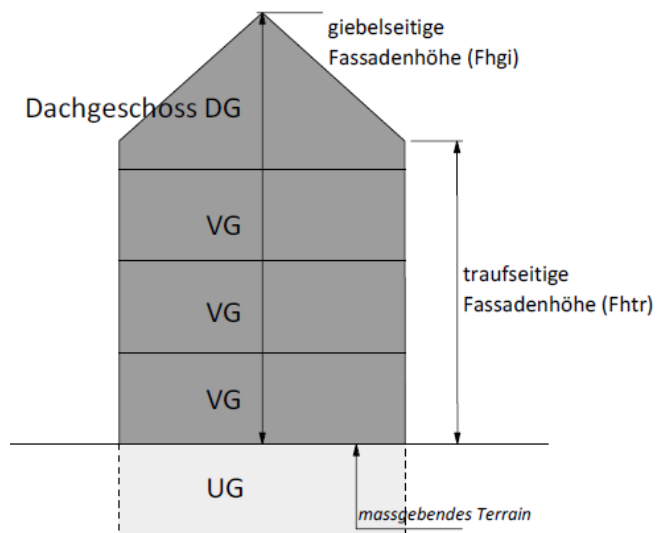 giebelseitige
Fassadenhöhe (Fhgi)
Dachgeschoss DG
VG
traufseitige
Fassadenhöhe (Fhtr)
VG
VG
UG
massgebendes Terrain